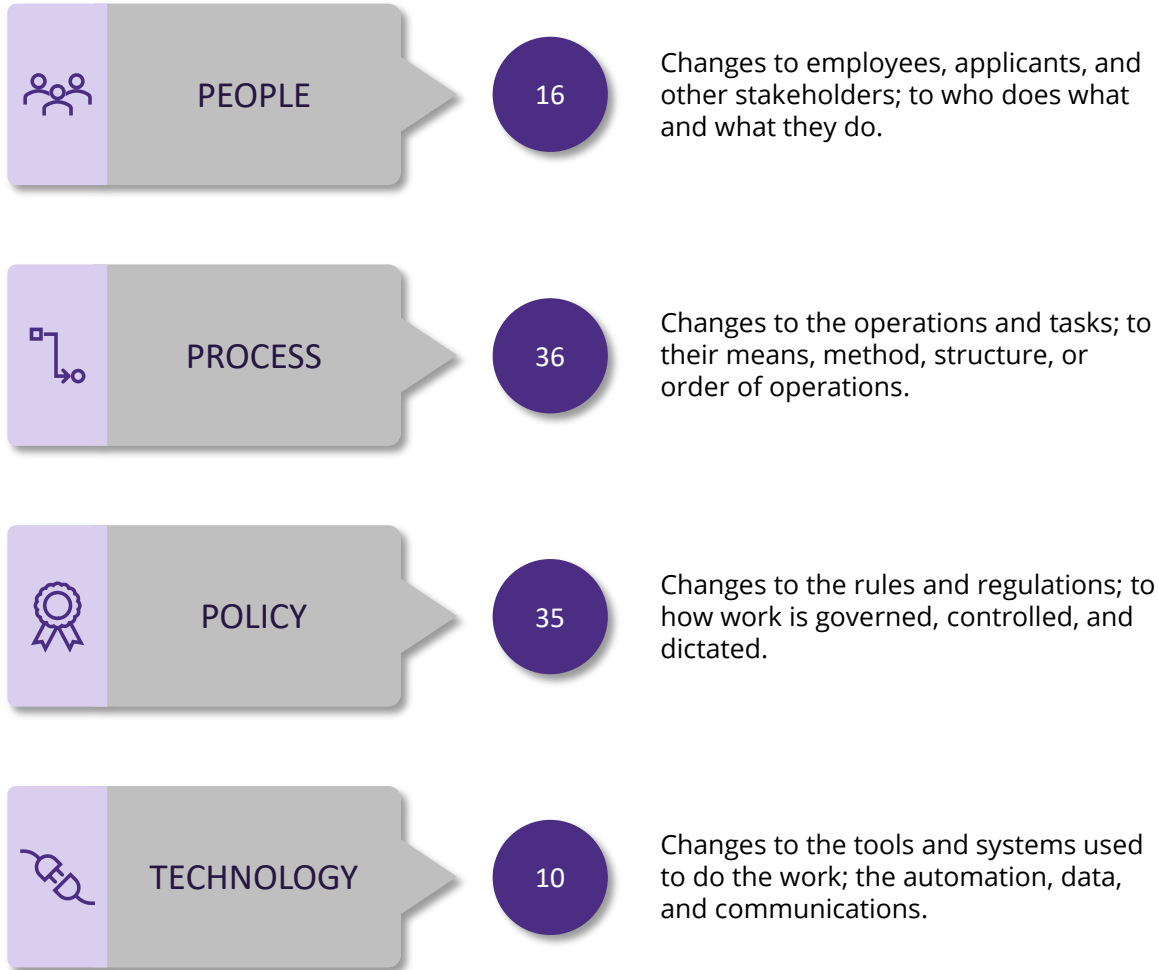 PEOPLE
16
Changes to employees, applicants, and
other stakeholders; to who does what
and what they do.
PROCESS
36
Changes to the operations and tasks; to
their means, method, structure, or
order of operations.
POLICY
35
Changes to the rules and regulations; to
how work is governed, controlled, and
dictated.
TECHNOLOGY
10
Changes to the tools and systems used
to do the work; the automation, data,
and communications.